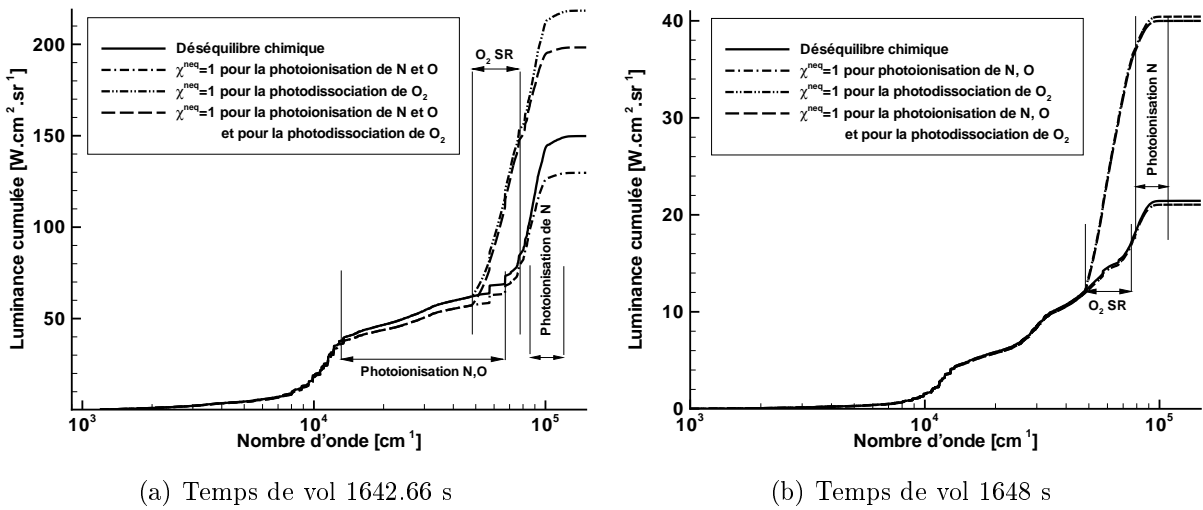 Luminance cumulée [W.cm-2.sr-1]
200
150
100
50
Déséquilibre chimique
χneq=1 pour la photoionisation de N et O
χneq=1 pour la photodissociation de O2
χneq=1 pour la photoionisation de N et O
et pour la photodissociation de O2
O2 SR
Photoionisation de N
Photoionisation N,O
103 104 105
Nombre d'onde [cm-1]
(a) Temps de vol 1642.66 s
Luminance cumulée [W.cm-2.sr-1]
40
30
20
10
0
Déséquilibre chimique
χneq=1 pour la photoionisation de N, O
χneq=1 pour la photodissociation de O2
χneq=1 pour la photoionisation de N, O
et pour la photodissociation de O2
Photoionisation N
O2 SR
103 104 105
Nombre d'onde [cm-1]
(b) Temps de vol 1648 s